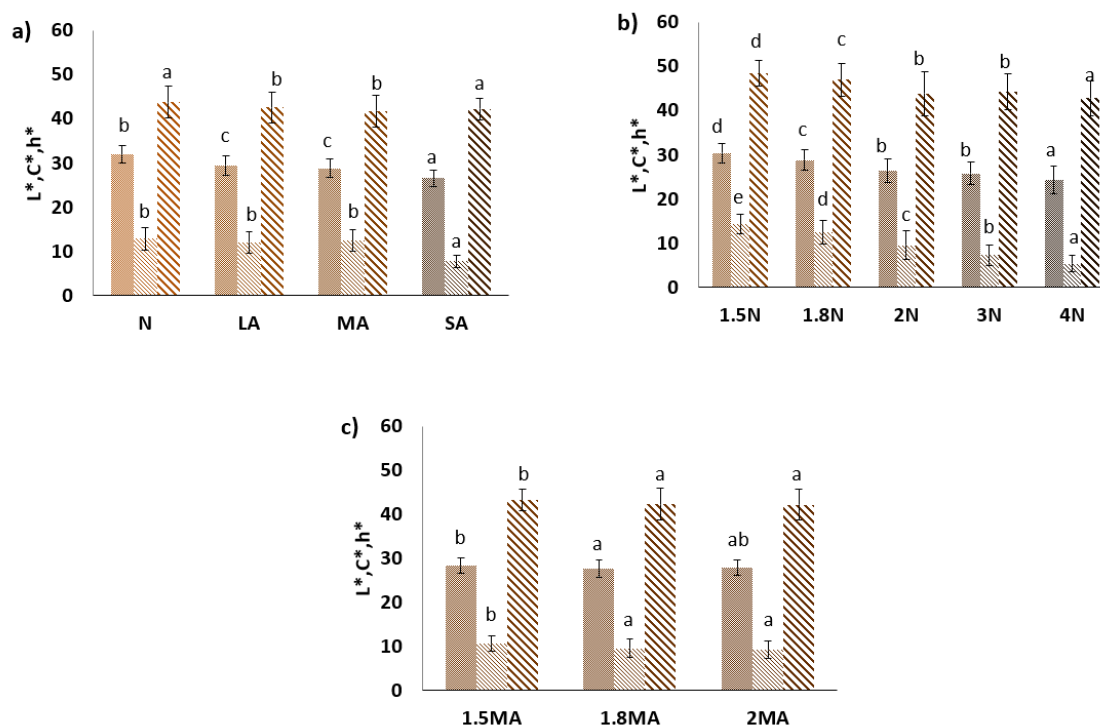 a)
60
50
40
30
20
10
0
L*,C*,h*
b b a
c b b
c b b
a a a
N LA MA SA
b)
60
50
40
30
20
10
0
L*,C*,h*
d e d
c d c
b c b
b b b
a a a
1.5N 1.8N 2N 3N 4N
c)
60
50
40
30
20
10
0
L*,C*,h*
b b b
a a a
ab a a
1.5MA 1.8MA 2MA